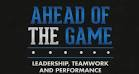 AHEAD OF
THE GAME
LEADERSHIP, TEAMWORK
AND PERFORMANCE